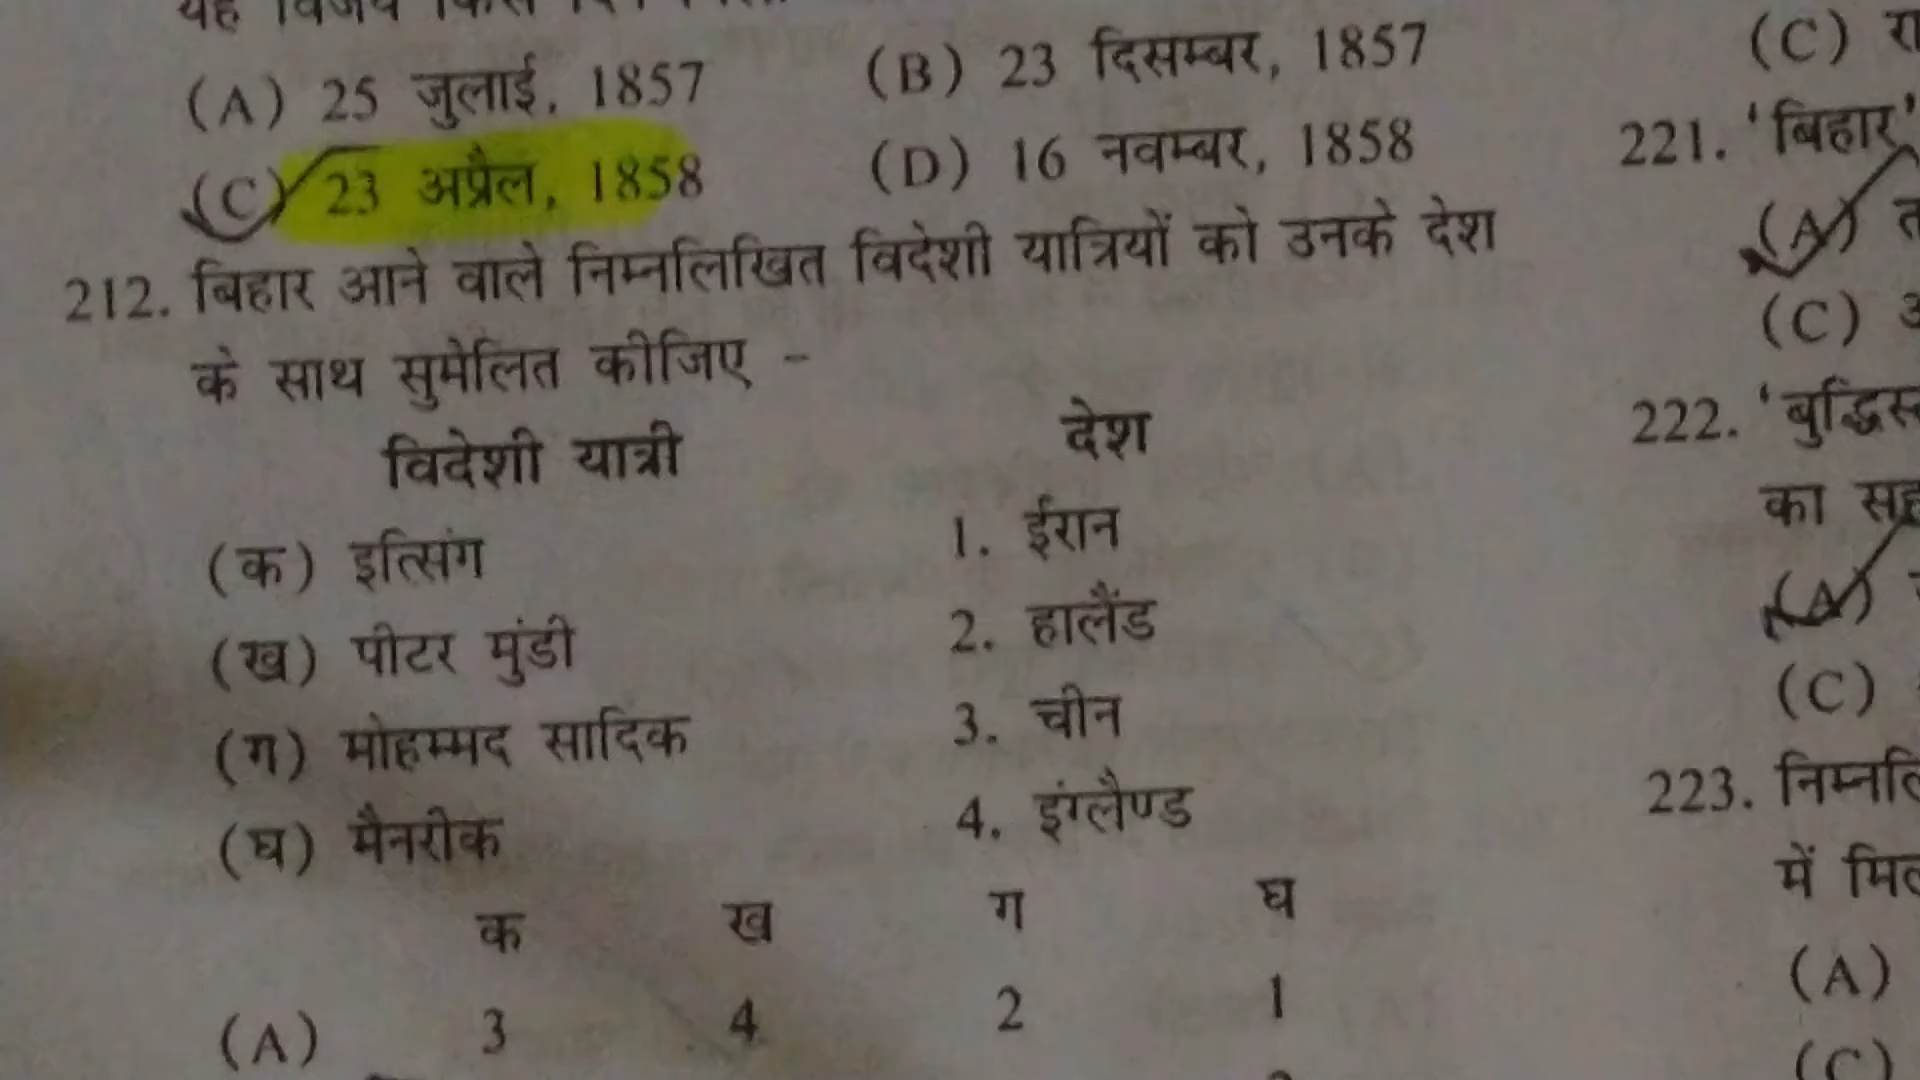 (A) 25 जुलाई, 1857 (B) 23 दिसम्बर, 1857
(C) 23 अप्रैल, 1858 (D) 16 नवम्बर, 1858
212. बिहार आने वाले निम्नलिखित विदेशी यात्रियों को उनके देश
के साथ सुमेलित कीजिए -
विदेशी यात्री देश
(क) इत्सिंग 1. ईरान
(ख) पीटर मुंडी 2. हालैंड
(ग) मोहम्मद सादिक 3. चीन
(घ) मैनरीक 4. इंग्लैण्ड
क ख ग घ
(A) 3 4 2 1
(C)
221. 'बिहार'
(A)
(C)
222.
का
(A)
(C)
223.
में
(A)
(C)